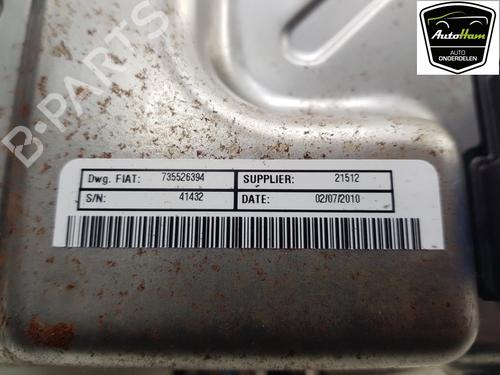 AutoHam
AUTO
ONDERDELEN
B-PARTS
Dwg. FIAT: 735526394 SUPPLIER: 21512
S/N: 41432 DATE: 02/07/2010